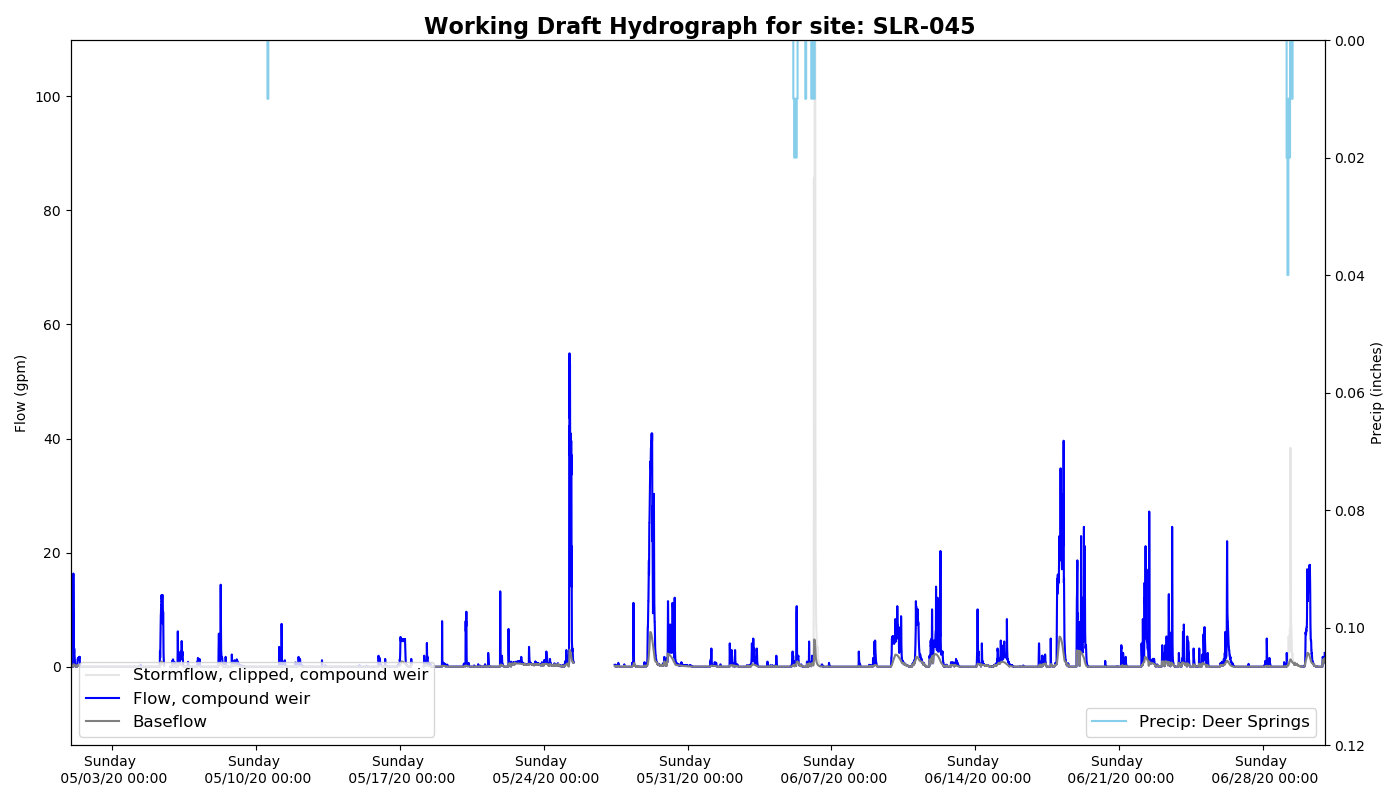 Working Draft Hydrograph for site: SLR-045
Flow (gpm)
100
80
60
40
20
0
0.00
0.02
0.04
0.06
0.08
0.10
0.12
Precip (inches)
Stormflow, clipped, compound weir
Flow, compound weir
Baseflow
Precip: Deer Springs
Sunday
05/03/20 00:00
Sunday
05/10/20 00:00
Sunday
05/17/20 00:00
Sunday
05/24/20 00:00
Sunday
05/31/20 00:00
Sunday
06/07/20 00:00
Sunday
06/14/20 00:00
Sunday
06/21/20 00:00
Sunday
06/28/20 00:00